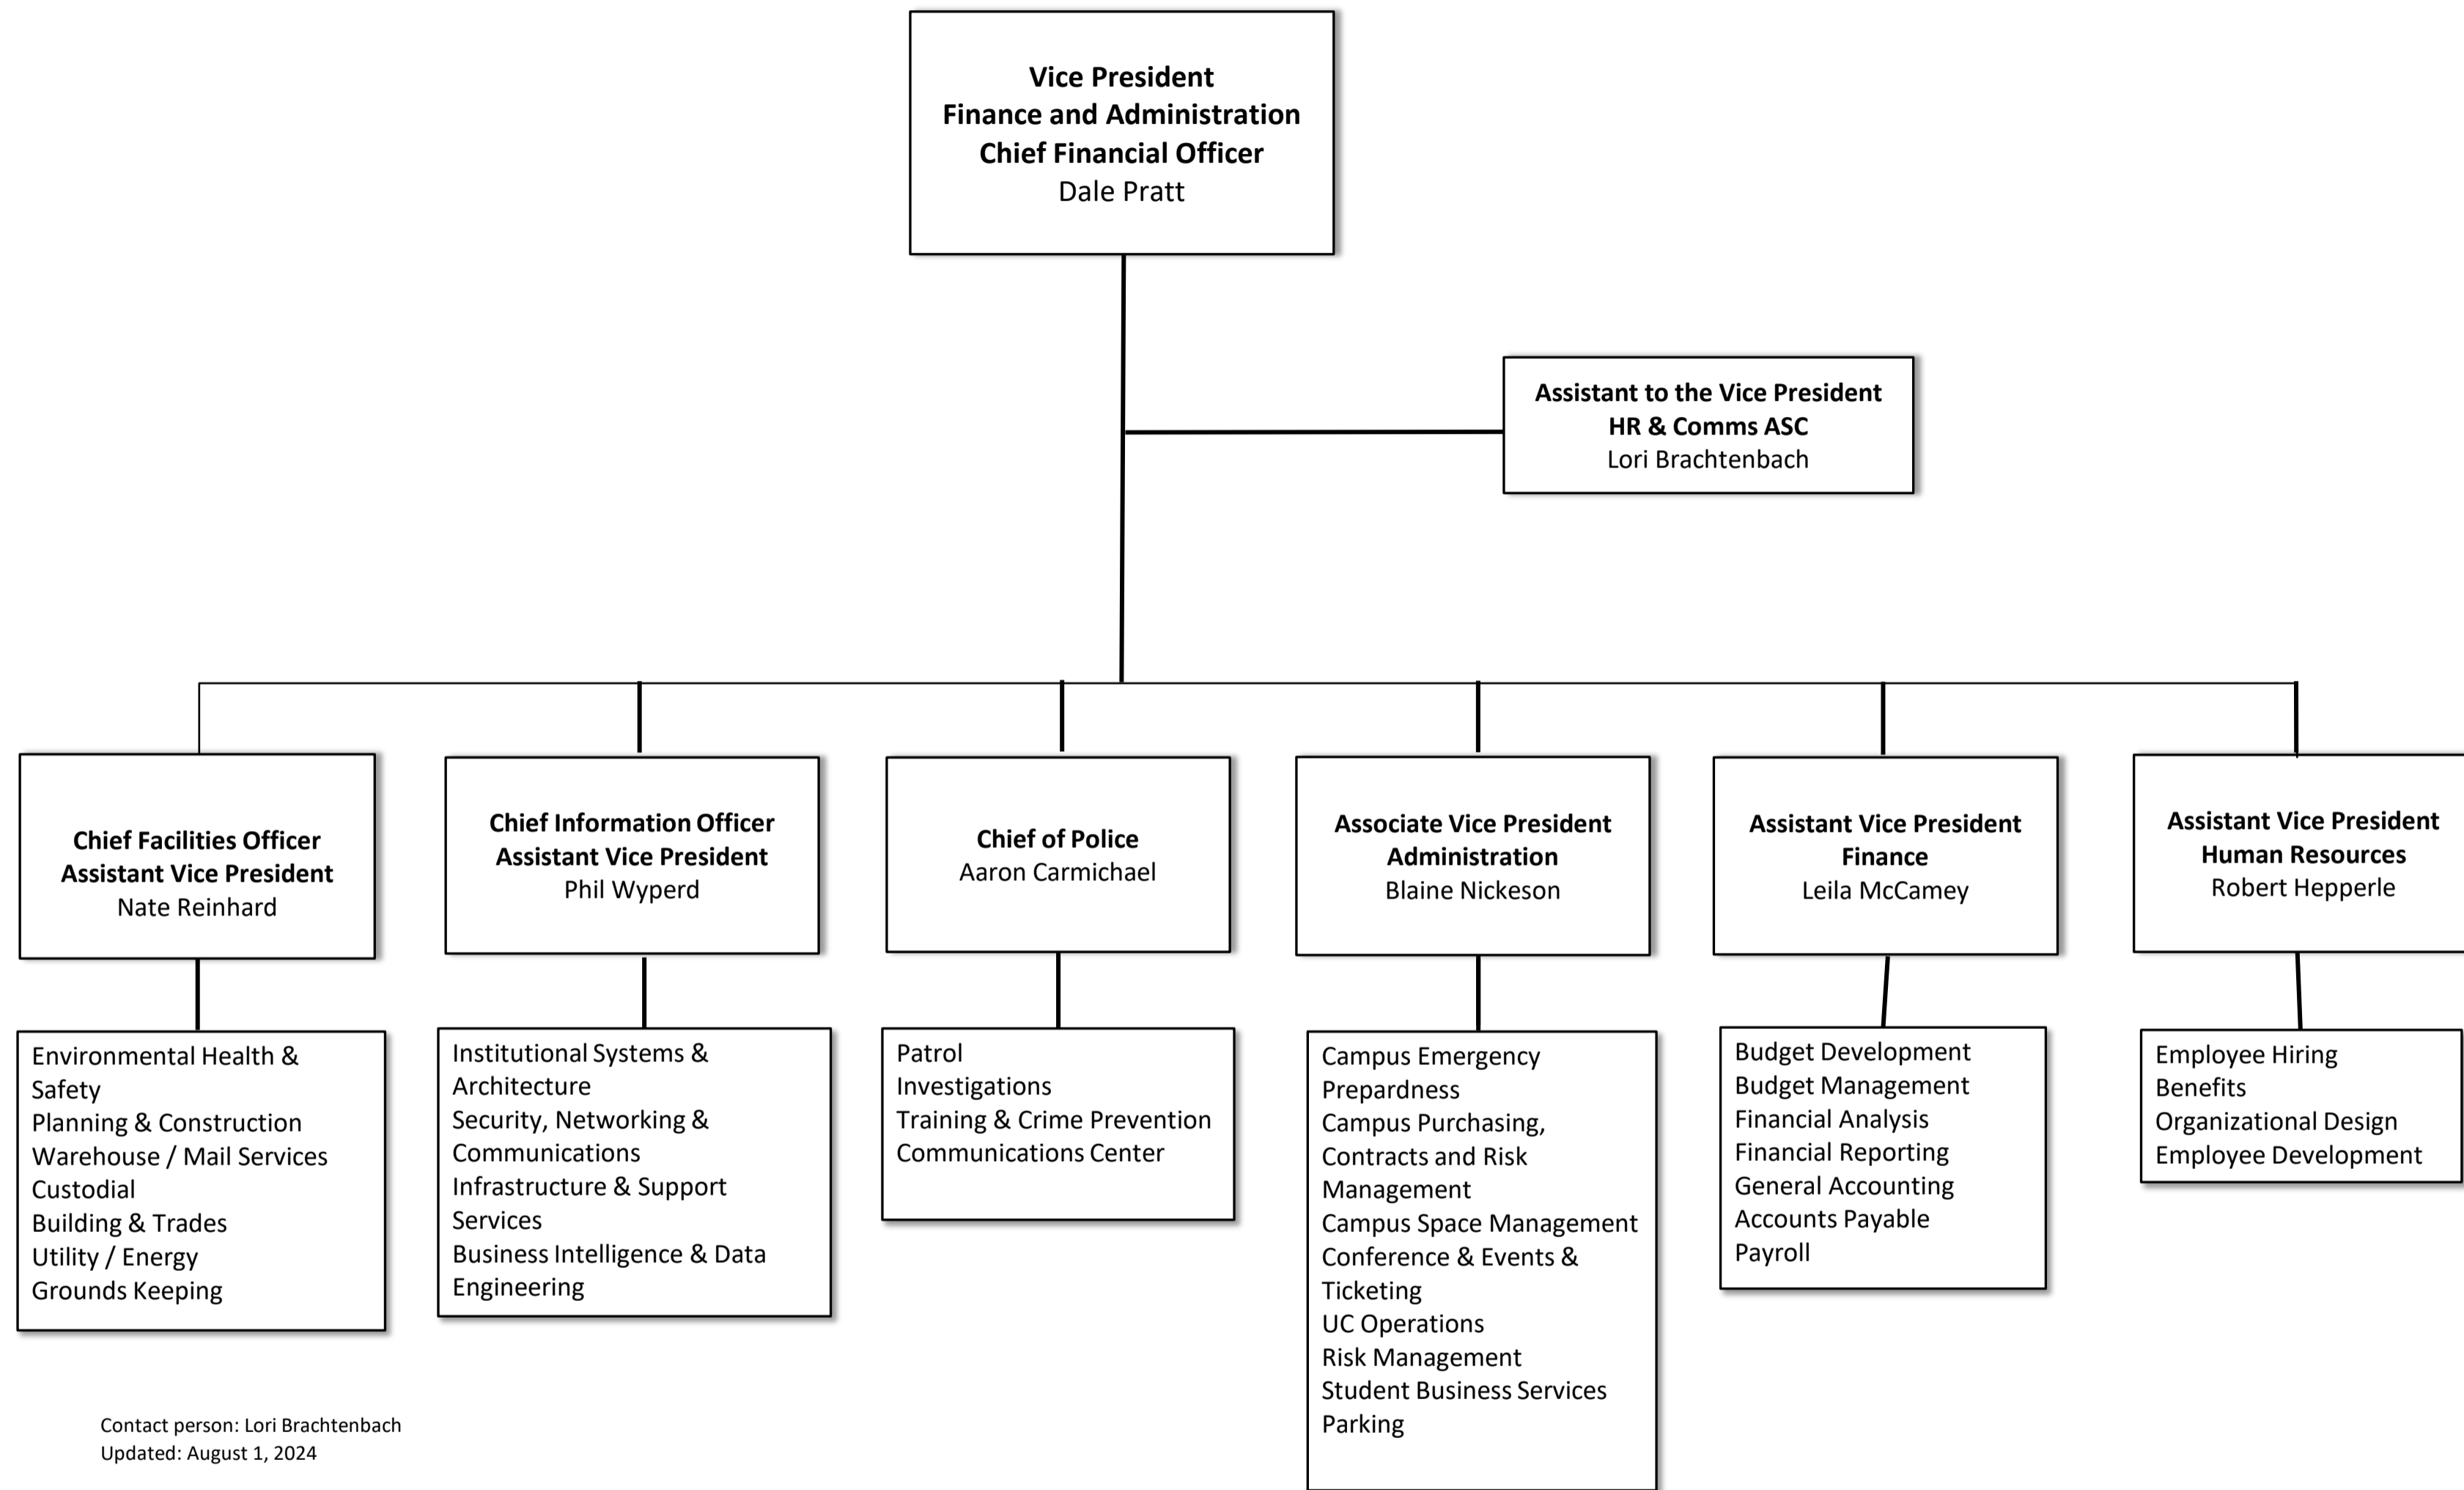 Vice President
Finance and Administration
Chief Financial Officer
Dale Pratt
Assistant to the Vice President
HR & Comms ASC
Lori Brachtenbach
Chief Facilities Officer
Assistant Vice President
Nate Reinhard
Chief Information Officer
Assistant Vice President
Phil Wyperd
Chief of Police
Aaron Carmichael
Associate Vice President
Administration
Blaine Nickeson
Assistant Vice President
Finance
Leila McCamey
Assistant Vice President
Human Resources
Robert Hepperle
Environmental Health &
Safety
Planning & Construction
Warehouse / Mail Services
Custodial
Building & Trades
Utility / Energy
Grounds Keeping
Institutional Systems &
Architecture
Security, Networking &
Communications
Infrastructure & Support
Services
Business Intelligence & Data
Engineering
Patrol
Investigations
Training & Crime Prevention
Communications Center
Campus Emergency
Prepardness
Campus Purchasing,
Contracts and Risk
Management
Campus Space Management
Conference & Events &
Ticketing
UC Operations
Risk Management
Student Business Services
Parking
Budget Development
Budget Management
Financial Analysis
Financial Reporting
General Accounting
Accounts Payable
Payroll
Employee Hiring
Benefits
Organizational Design
Employee Development
Contact person: Lori Brachtenbach
Updated: August 1, 2024